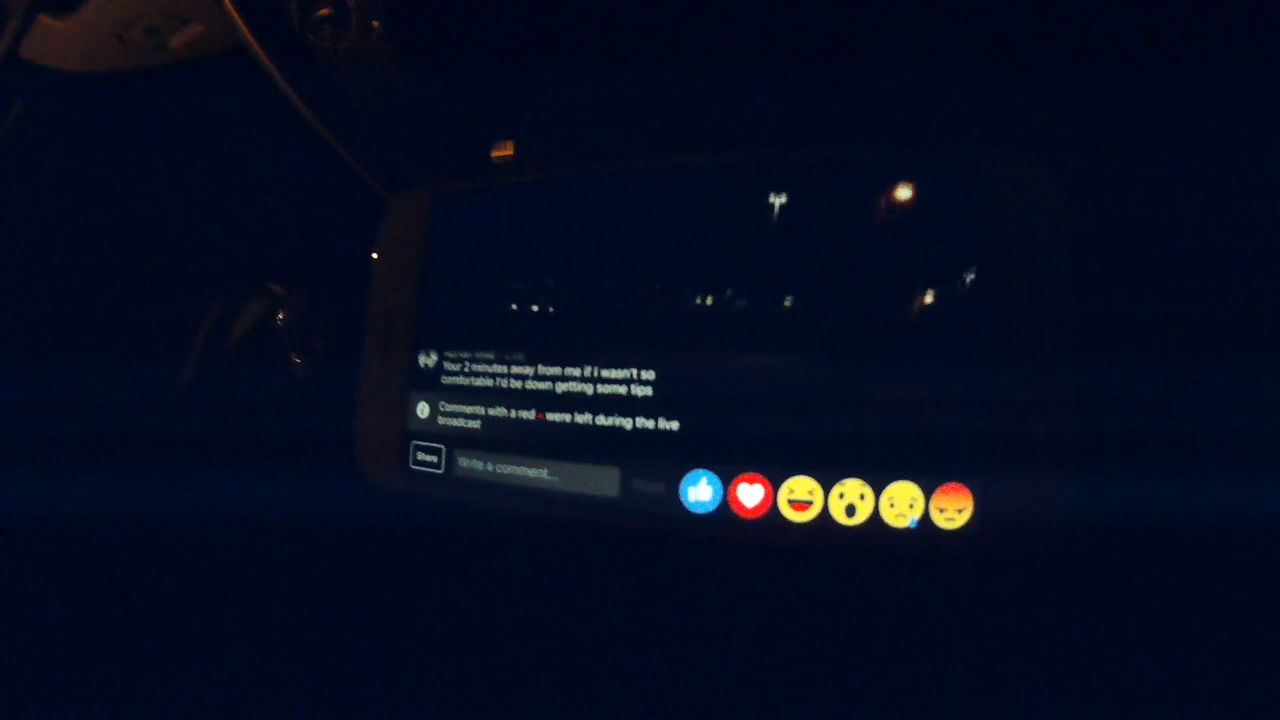 Your 2 minutes away from me if I wasn't so
comfortable I'd be down getting some tips
Comments with a red were left during the live
broadcast
Share
Write a comment...